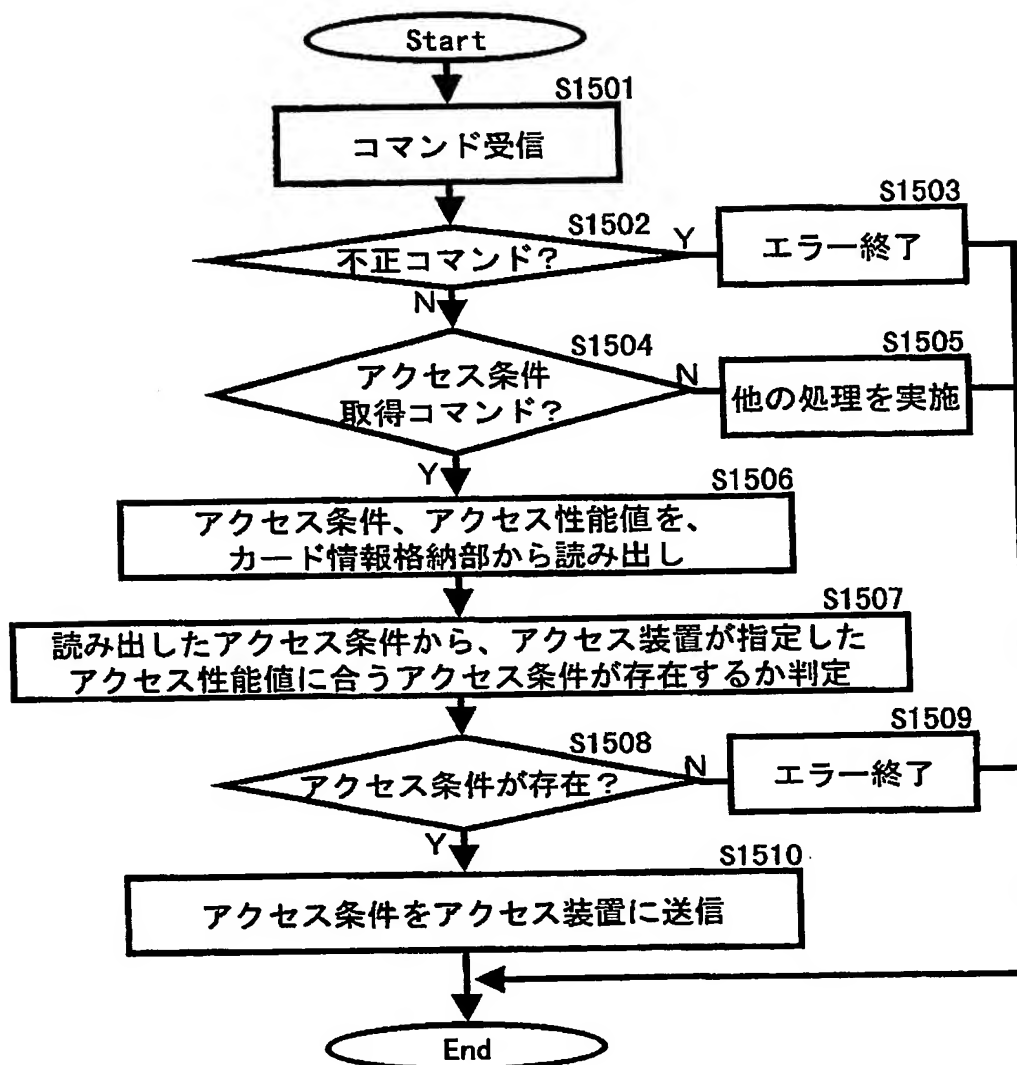 Start
S1501
コマンド受信
S1502
不正コマンド?
Y
S1503
エラー終了
N
S1504
アクセス条件
取得コマンド?
N
S1505
他の処理を実施
Y
S1506
アクセス条件、アクセス性能値を、
カード情報格納部から読み出し
S1507
読み出したアクセス条件から、アクセス装置が指定した
アクセス性能値に合うアクセス条件が存在するか判定
S1508
アクセス条件が存在?
N
S1509
エラー終了
Y
S1510
アクセス条件をアクセス装置に送信
End